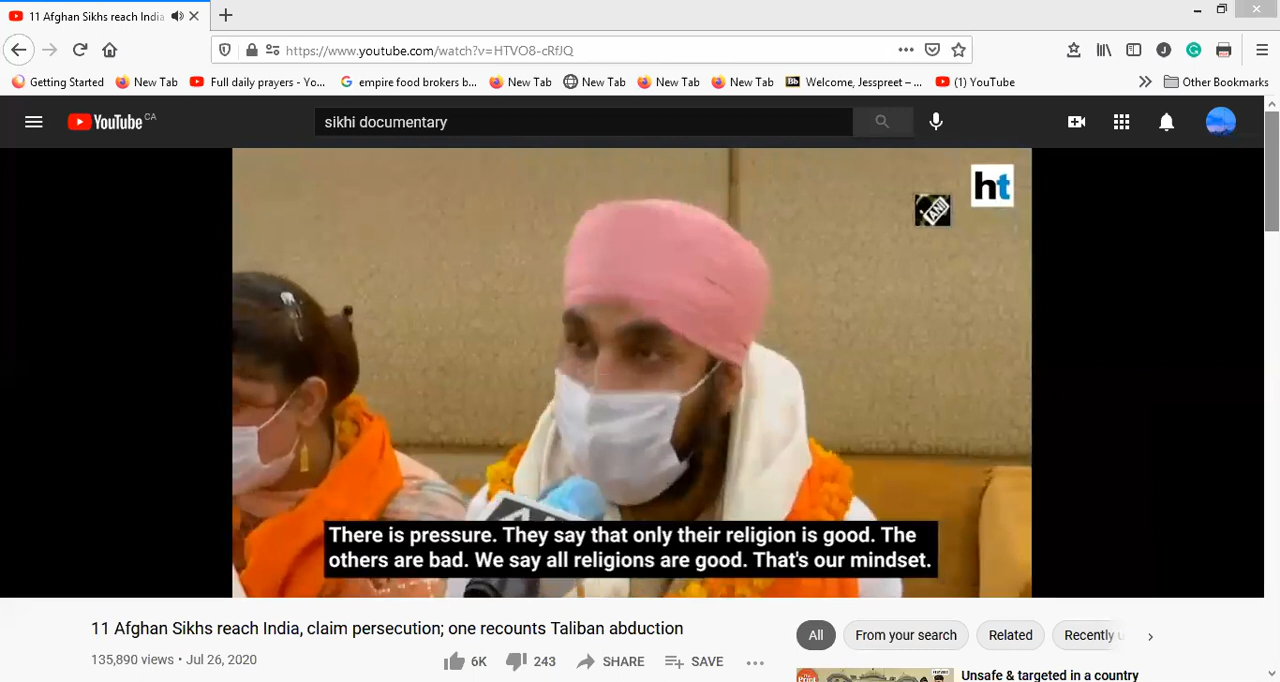 11 Afghan Sikhs reach India
https://www.youtube.com/watch?v=HTVO8-cRfJQ
Getting Started
New Tab
Full daily prayers - Yo...
empire food brokers b...
New Tab
New Tab
New Tab
New Tab
Welcome, Jesspreet – ...
(1) YouTube
Other Bookmarks
YouTube CA
sikhi documentary
ht
ANI
There is pressure. They say that only their religion is good. The
others are bad. We say all religions are good. That's our mindset.
11 Afghan Sikhs reach India, claim persecution; one recounts Taliban abduction
135,890 views • Jul 26, 2020
6K
243
SHARE
SAVE
All
From your search
Related
Recently
Unsafe & targeted in a country